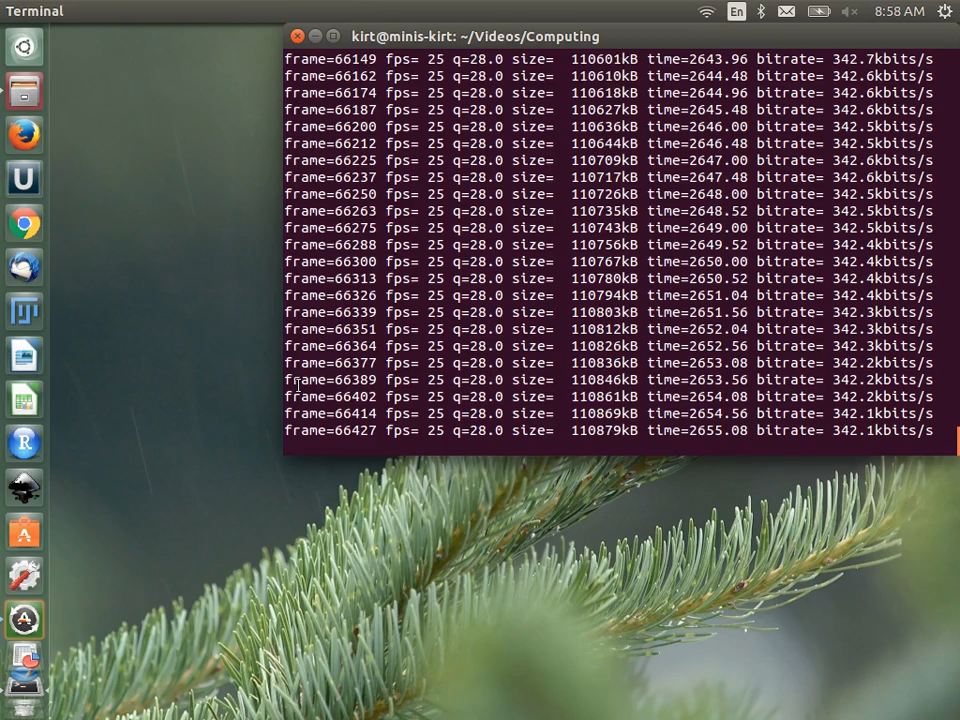 Terminal
En
8:58 AM
kirt@minis-kirt: ~/Videos/Computing
frame=66149 fps= 25 q=28.0 size=  110601kB time=2643.96 bitrate= 342.7kbits/s
frame=66162 fps= 25 q=28.0 size=  110610kB time=2644.48 bitrate= 342.6kbits/s
frame=66174 fps= 25 q=28.0 size=  110618kB time=2644.96 bitrate= 342.6kbits/s
frame=66187 fps= 25 q=28.0 size=  110627kB time=2645.48 bitrate= 342.6kbits/s
frame=66200 fps= 25 q=28.0 size=  110636kB time=2646.00 bitrate= 342.5kbits/s
frame=66212 fps= 25 q=28.0 size=  110644kB time=2646.48 bitrate= 342.5kbits/s
frame=66225 fps= 25 q=28.0 size=  110709kB time=2647.00 bitrate= 342.6kbits/s
frame=66237 fps= 25 q=28.0 size=  110717kB time=2647.48 bitrate= 342.6kbits/s
frame=66250 fps= 25 q=28.0 size=  110726kB time=2648.00 bitrate= 342.5kbits/s
frame=66263 fps= 25 q=28.0 size=  110735kB time=2648.52 bitrate= 342.5kbits/s
frame=66275 fps= 25 q=28.0 size=  110743kB time=2649.00 bitrate= 342.5kbits/s
frame=66288 fps= 25 q=28.0 size=  110756kB time=2649.52 bitrate= 342.4kbits/s
frame=66300 fps= 25 q=28.0 size=  110767kB time=2650.00 bitrate= 342.4kbits/s
frame=66313 fps= 25 q=28.0 size=  110780kB time=2650.52 bitrate= 342.4kbits/s
frame=66326 fps= 25 q=28.0 size=  110794kB time=2651.04 bitrate= 342.3kbits/s
frame=66339 fps= 25 q=28.0 size=  110803kB time=2651.56 bitrate= 342.3kbits/s
frame=66351 fps= 25 q=28.0 size=  110812kB time=2652.04 bitrate= 342.3kbits/s
frame=66364 fps= 25 q=28.0 size=  110826kB time=2652.56 bitrate= 342.3kbits/s
frame=66377 fps= 25 q=28.0 size=  110836kB time=2653.08 bitrate= 342.2kbits/s
frame=66389 fps= 25 q=28.0 size=  110846kB time=2653.56 bitrate= 342.2kbits/s
frame=66402 fps= 25 q=28.0 size=  110861kB time=2654.08 bitrate= 342.2kbits/s
frame=66414 fps= 25 q=28.0 size=  110869kB time=2654.56 bitrate= 342.1kbits/s
frame=66427 fps= 25 q=28.0 size=  110879kB time=2655.08 bitrate= 342.1kbits/s
U
R